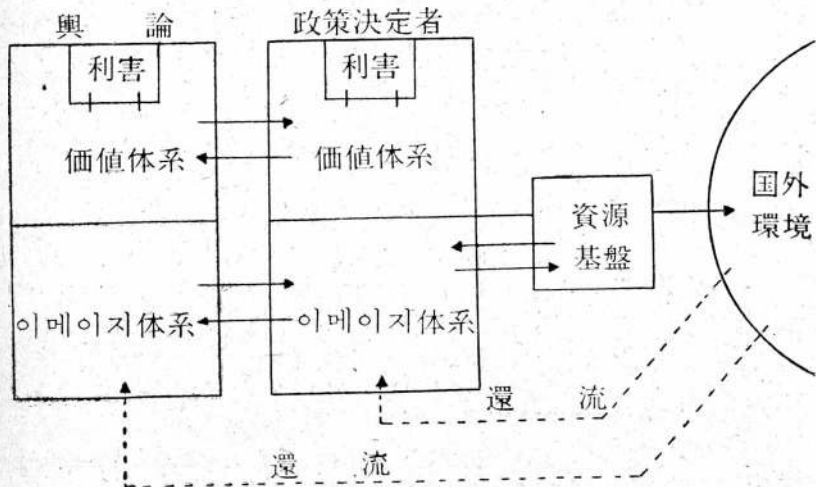 輿論
政策決定者
利害
利害
価値体系
価値体系
資源
基盤
国外
環境
이메이지体系
이메이지体系
還流
還流